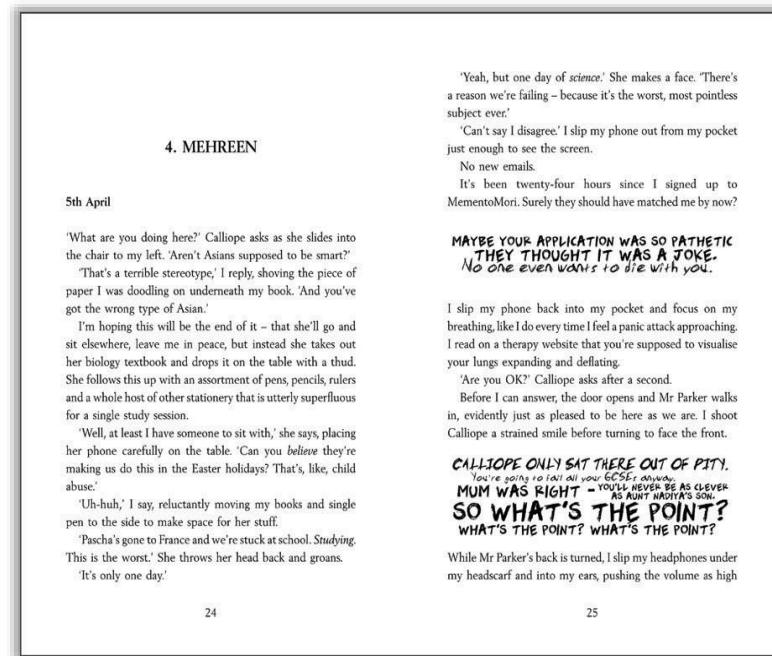 4. MEHREEN
5th April
‘What are you doing here?’ Calliope asks as she slides into
the chair to my left. ‘Aren’t Asians supposed to be smart?’
‘That’s a terrible stereotype,’ I reply, shoving the piece of
paper I was doodling on underneath my book. ‘And you’ve
got the wrong type of Asian.’
I’m hoping this will be the end of it – that she’ll go and
sit elsewhere, leave me in peace, but instead she takes out
her biology textbook and drops it on the table with a thud.
She follows this up with an assortment of pens, pencils, rulers
and a whole host of other stationery that is utterly superfluous
for a single study session.
‘Well, at least I have someone to sit with,’ she says, placing
her phone carefully on the table. ‘Can you believe they’re
making us do this in the Easter holidays? That’s, like, child
abuse.’
‘Uh-huh,’ I say, reluctantly moving my books and single
pen to the side to make space for her stuff.
‘Pascha’s gone to France and we’re stuck at school. Studying.
This is the worst.’ She throws her head back and groans.
‘It’s only one day.’
24
‘Yeah, but one day of science.’ She makes a face. ‘There’s
a reason we’re failing – because it’s the worst, most pointless
subject ever.’
‘Can’t say I disagree.’ I slip my phone out from my pocket
just enough to see the screen.
No new emails.
It’s been twenty-four hours since I signed up to
MementoMori. Surely they should have matched me by now?
MAYBE YOUR APPLICATION WAS SO PATHETIC
THEY THOUGHT IT WAS A JOKE.
No one even wants to die with you.
I slip my phone back into my pocket and focus on my
breathing, like I do every time I feel a panic attack approaching.
I read on a therapy website that you’re supposed to visualise
your lungs expanding and deflating.
‘Are you OK?’ Calliope asks after a second.
Before I can answer, the door opens and Mr Parker walks
in, evidently just as pleased to be here as we are. I shoot
Calliope a strained smile before turning to face the front.
CALLIOPE ONLY SAT THERE OUT OF PITY.
You’re going to fail all your GCSEs anyway.
MUM WAS RIGHT – YOU’LL NEVER BE AS CLEVER
AS AUNT NADIYA’S SON.
SO WHAT’S THE POINT?
WHAT’S THE POINT? WHAT’S THE POINT?
While Mr Parker’s back is turned, I slip my headphones under
my headscarf and into my ears, pushing the volume as high
25